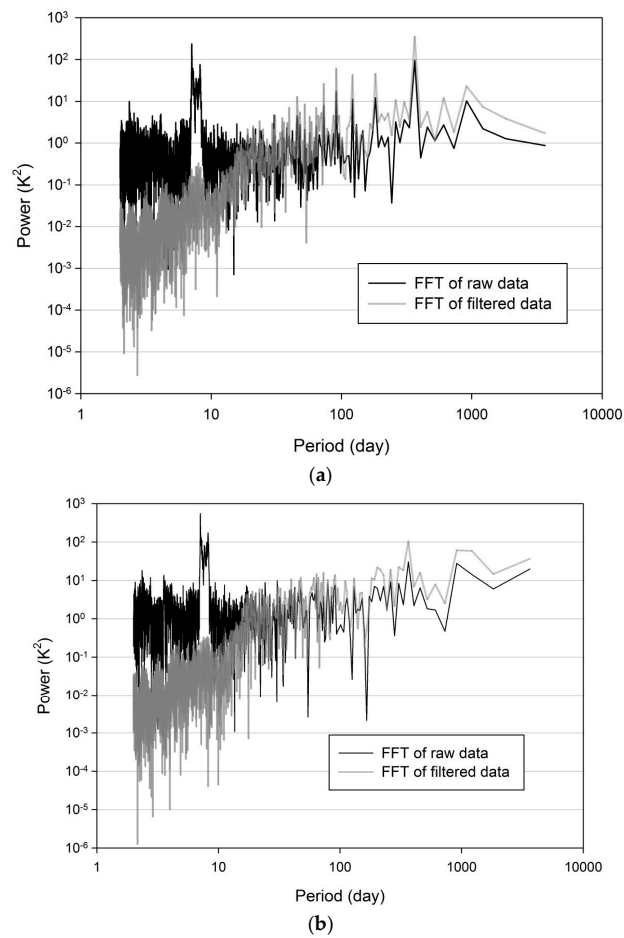 10³
10²
10¹
10⁰
10⁻¹
10⁻²
10⁻³
10⁻⁴
10⁻⁵
10⁻⁶
Power (K²)
FFT of raw data
FFT of filtered data
1 10 100 1000 10000
Period (day)
(a)
10³
10²
10¹
10⁰
10⁻¹
10⁻²
10⁻³
10⁻⁴
10⁻⁵
10⁻⁶
Power (K²)
FFT of raw data
FFT of filtered data
1 10 100 1000 10000
Period (day)
(b)